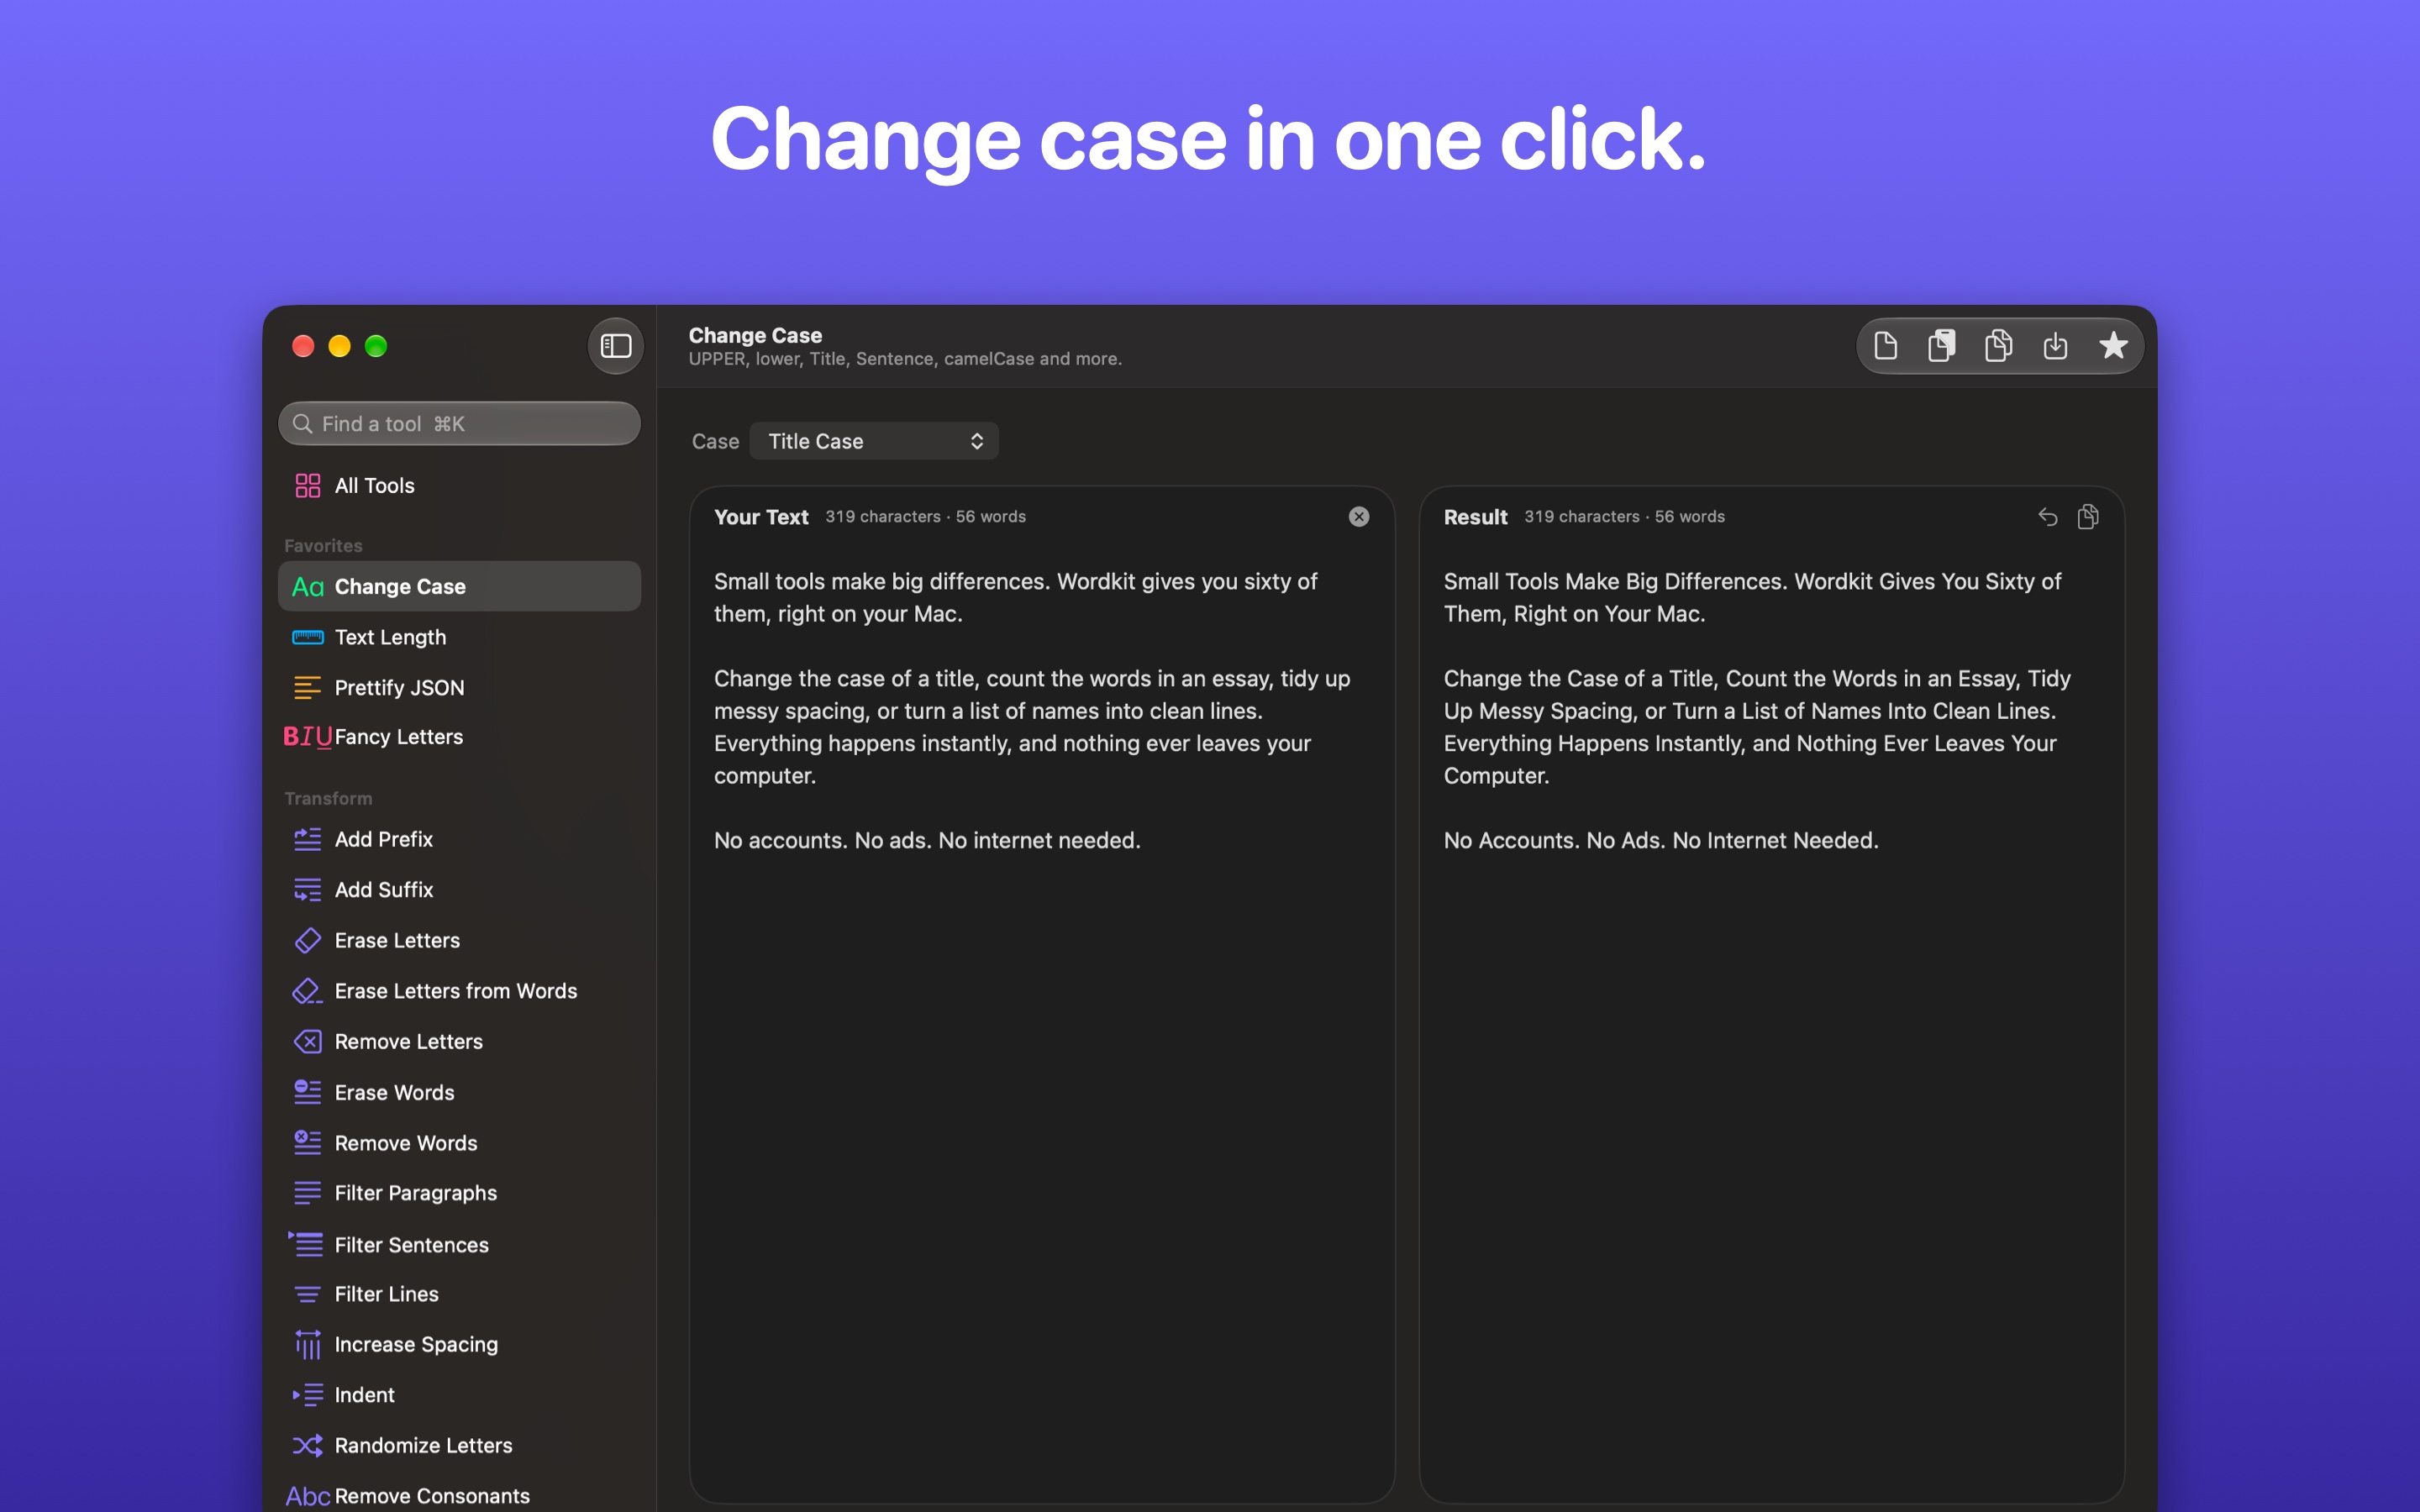 Change case in one click.
Change Case
UPPER, lower, Title, Sentence, camelCase and more.
Find a tool ⌘K
All Tools
Favorites
Aa Change Case
Text Length
Prettify JSON
BIU Fancy Letters
Transform
Add Prefix
Add Suffix
Erase Letters
Erase Letters from Words
Remove Letters
Erase Words
Remove Words
Filter Paragraphs
Filter Sentences
Filter Lines
Increase Spacing
Indent
Randomize Letters
Abc Remove Consonants
Case Title Case
Your Text 319 characters · 56 words
Small tools make big differences. Wordkit gives you sixty of
them, right on your Mac.
Change the case of a title, count the words in an essay, tidy up
messy spacing, or turn a list of names into clean lines.
Everything happens instantly, and nothing ever leaves your
computer.
No accounts. No ads. No internet needed.
Result 319 characters · 56 words
Small Tools Make Big Differences. Wordkit Gives You Sixty of
Them, Right on Your Mac.
Change the Case of a Title, Count the Words in an Essay, Tidy
Up Messy Spacing, or Turn a List of Names Into Clean Lines.
Everything Happens Instantly, and Nothing Ever Leaves Your
Computer.
No Accounts. No Ads. No Internet Needed.